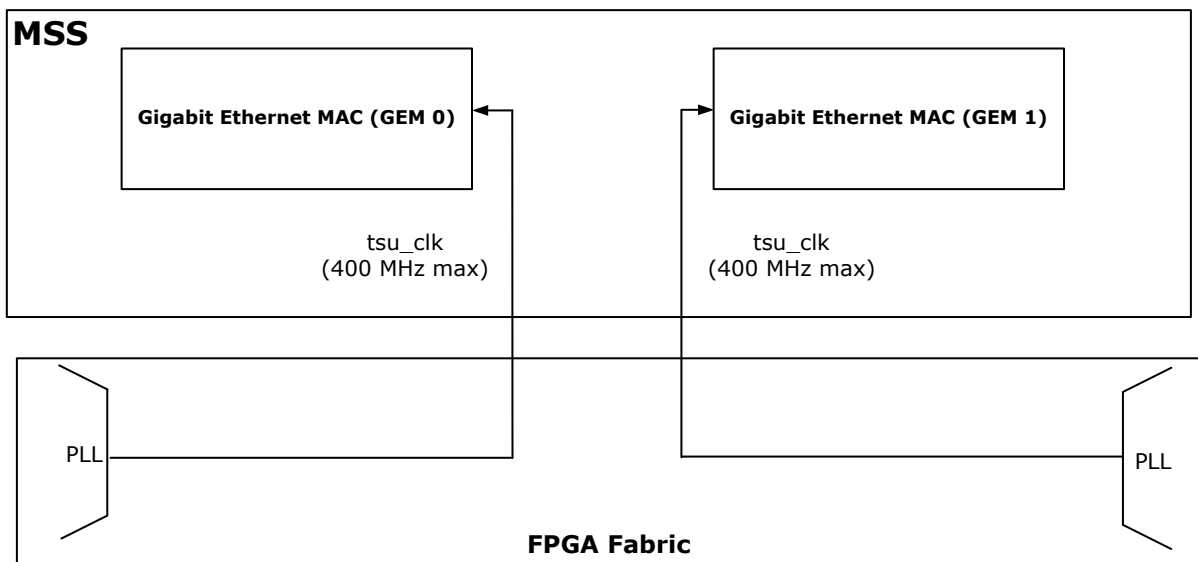 MSS
Gigabit Ethernet MAC (GEM 0)
Gigabit Ethernet MAC (GEM 1)
tsu_clk
(400 MHz max)
tsu_clk
(400 MHz max)
PLL
PLL
FPGA Fabric